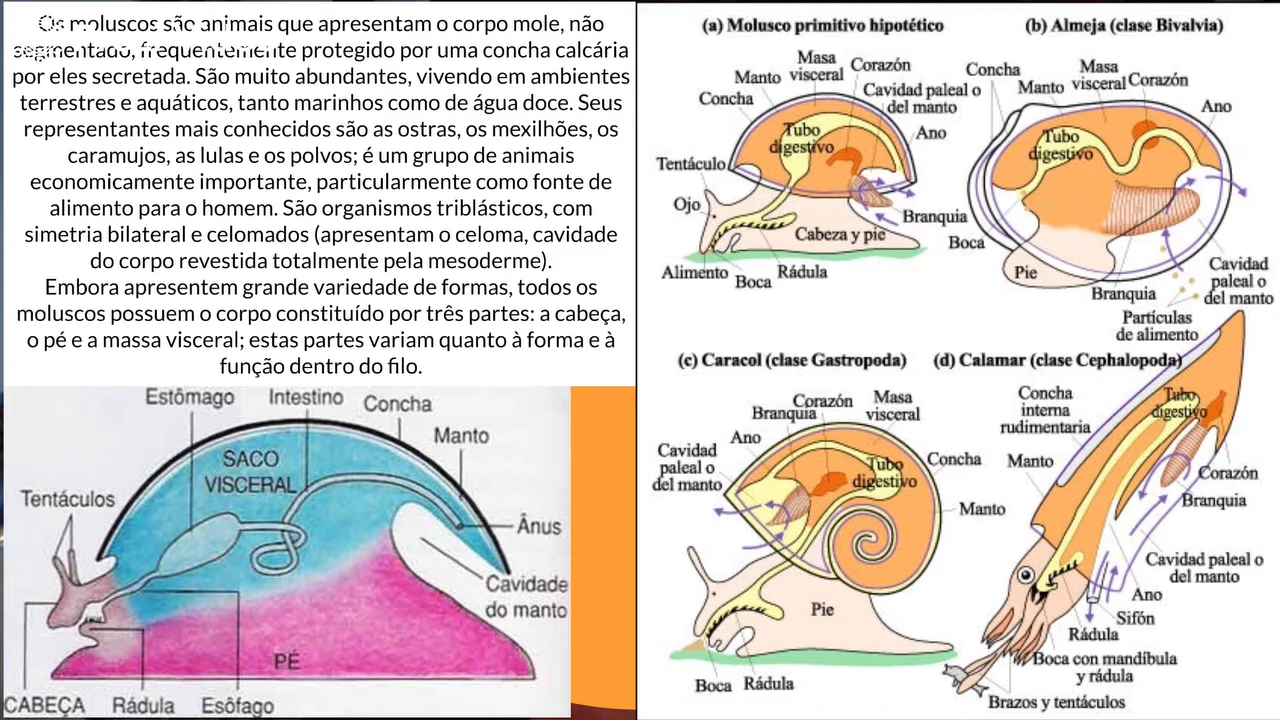 Os moluscos são animais que apresentam o corpo mole, não
segmentado, frequentemente protegido por uma concha calcária
por eles secretada. São muito abundantes, vivendo em ambientes
terrestres e aquáticos, tanto marinhos como de água doce. Seus
representantes mais conhecidos são as ostras, os mexilhões, os
caramujos, as lulas e os polvos; é um grupo de animais
economicamente importante, particularmente como fonte de
alimento para o homem. São organismos triblásticos, com
simetria bilateral e celomados (apresentam o celoma, cavidade
do corpo revestida totalmente pela mesoderme).
Embora apresentem grande variedade de formas, todos os
moluscos possuem o corpo constituído por três partes: a cabeça,
o pé e a massa visceral; estas partes variam quanto à forma e à
função dentro do filo.
Estômago
Intestino
Concha
Manto
SACO
VISCERAL
Tentáculos
Ânus
Cavidade
do manto
PÉ
CABEÇA
Rádula
Esôfago
(a) Molusco primitivo hipotético
Masa
visceral
Corazón
Manto
Cavidad paleal o
del manto
Concha
Ano
Tubo
digestivo
Tentáculo
Ojo
Branquia
Cabeza y pie
Alimento
Boca
Rádula
(b) Almeja (clase Bivalvia)
Concha
Masa
visceral
Corazón
Manto
Ano
Tubo
digestivo
Boca
Pie
Branquia
Cavidad
paleal o
del manto
Partículas
de alimento
(c) Caracol (clase Gastropoda)
Corazón
Masa
visceral
Branquia
Ano
Cavidad
paleal o
del manto
Tubo
digestivo
Concha
Manto
Pie
Boca
Rádula
(d) Calamar (clase Cephalopoda)
Concha
interna
rudimentaria
Tubo
digestivo
Manto
Corazón
Branquia
Cavidad paleal o
del manto
Ano
Sifón
Rádula
Boca con mandíbula
y rádula
Brazos y tentáculos